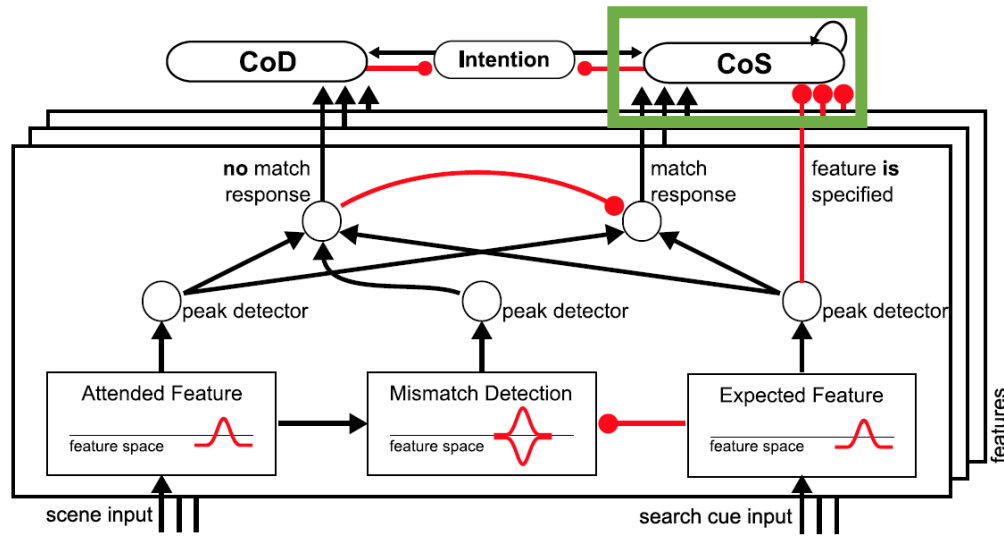 CoD
Intention
CoS
no match
response
match
response
feature is
specified
peak detector
peak detector
peak detector
Attended Feature
feature space
Mismatch Detection
feature space
Expected Feature
feature space
features
scene input
search cue input